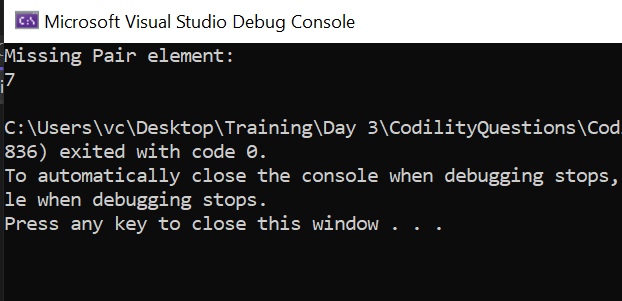 Microsoft Visual Studio Debug Console
Missing Pair element:
7
C:\Users\vc\Desktop\Training\Day 3\CodilityQuestions\Cod
836) exited with code 0.
To automatically close the console when debugging stops,
le when debugging stops.
Press any key to close this window . . .